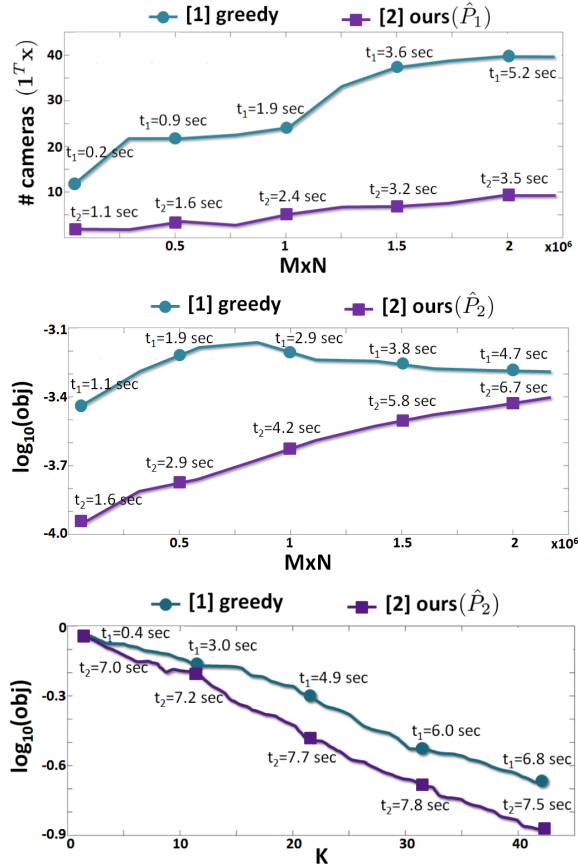 [1] greedy [2] ours(P̂₁)
# cameras (1ᵀx)
40
30
20
10
t₁=0.2 sec
t₁=0.9 sec
t₁=1.9 sec
t₁=3.6 sec
t₁=5.2 sec
t₂=1.1 sec
t₂=1.6 sec
t₂=2.4 sec
t₂=3.2 sec
t₂=3.5 sec
0.5 1 1.5 2 x10⁶
MxN
[1] greedy [2] ours(P̂₂)
log₁₀(obj)
-3.1
-3.4
-3.7
-4.0
t₁=1.1 sec
t₁=1.9 sec
t₁=2.9 sec
t₁=3.8 sec
t₁=4.7 sec
t₂=1.6 sec
t₂=2.9 sec
t₂=4.2 sec
t₂=5.8 sec
t₂=6.7 sec
0.5 1 1.5 2 x10⁶
MxN
[1] greedy [2] ours(P̂₂)
log₁₀(obj)
0
-0.3
-0.6
-0.9
t₁=0.4 sec
t₁=3.0 sec
t₁=4.9 sec
t₁=6.0 sec
t₁=6.8 sec
t₂=7.0 sec
t₂=7.2 sec
t₂=7.7 sec
t₂=7.8 sec
t₂=7.5 sec
0 10 20 30 40
K